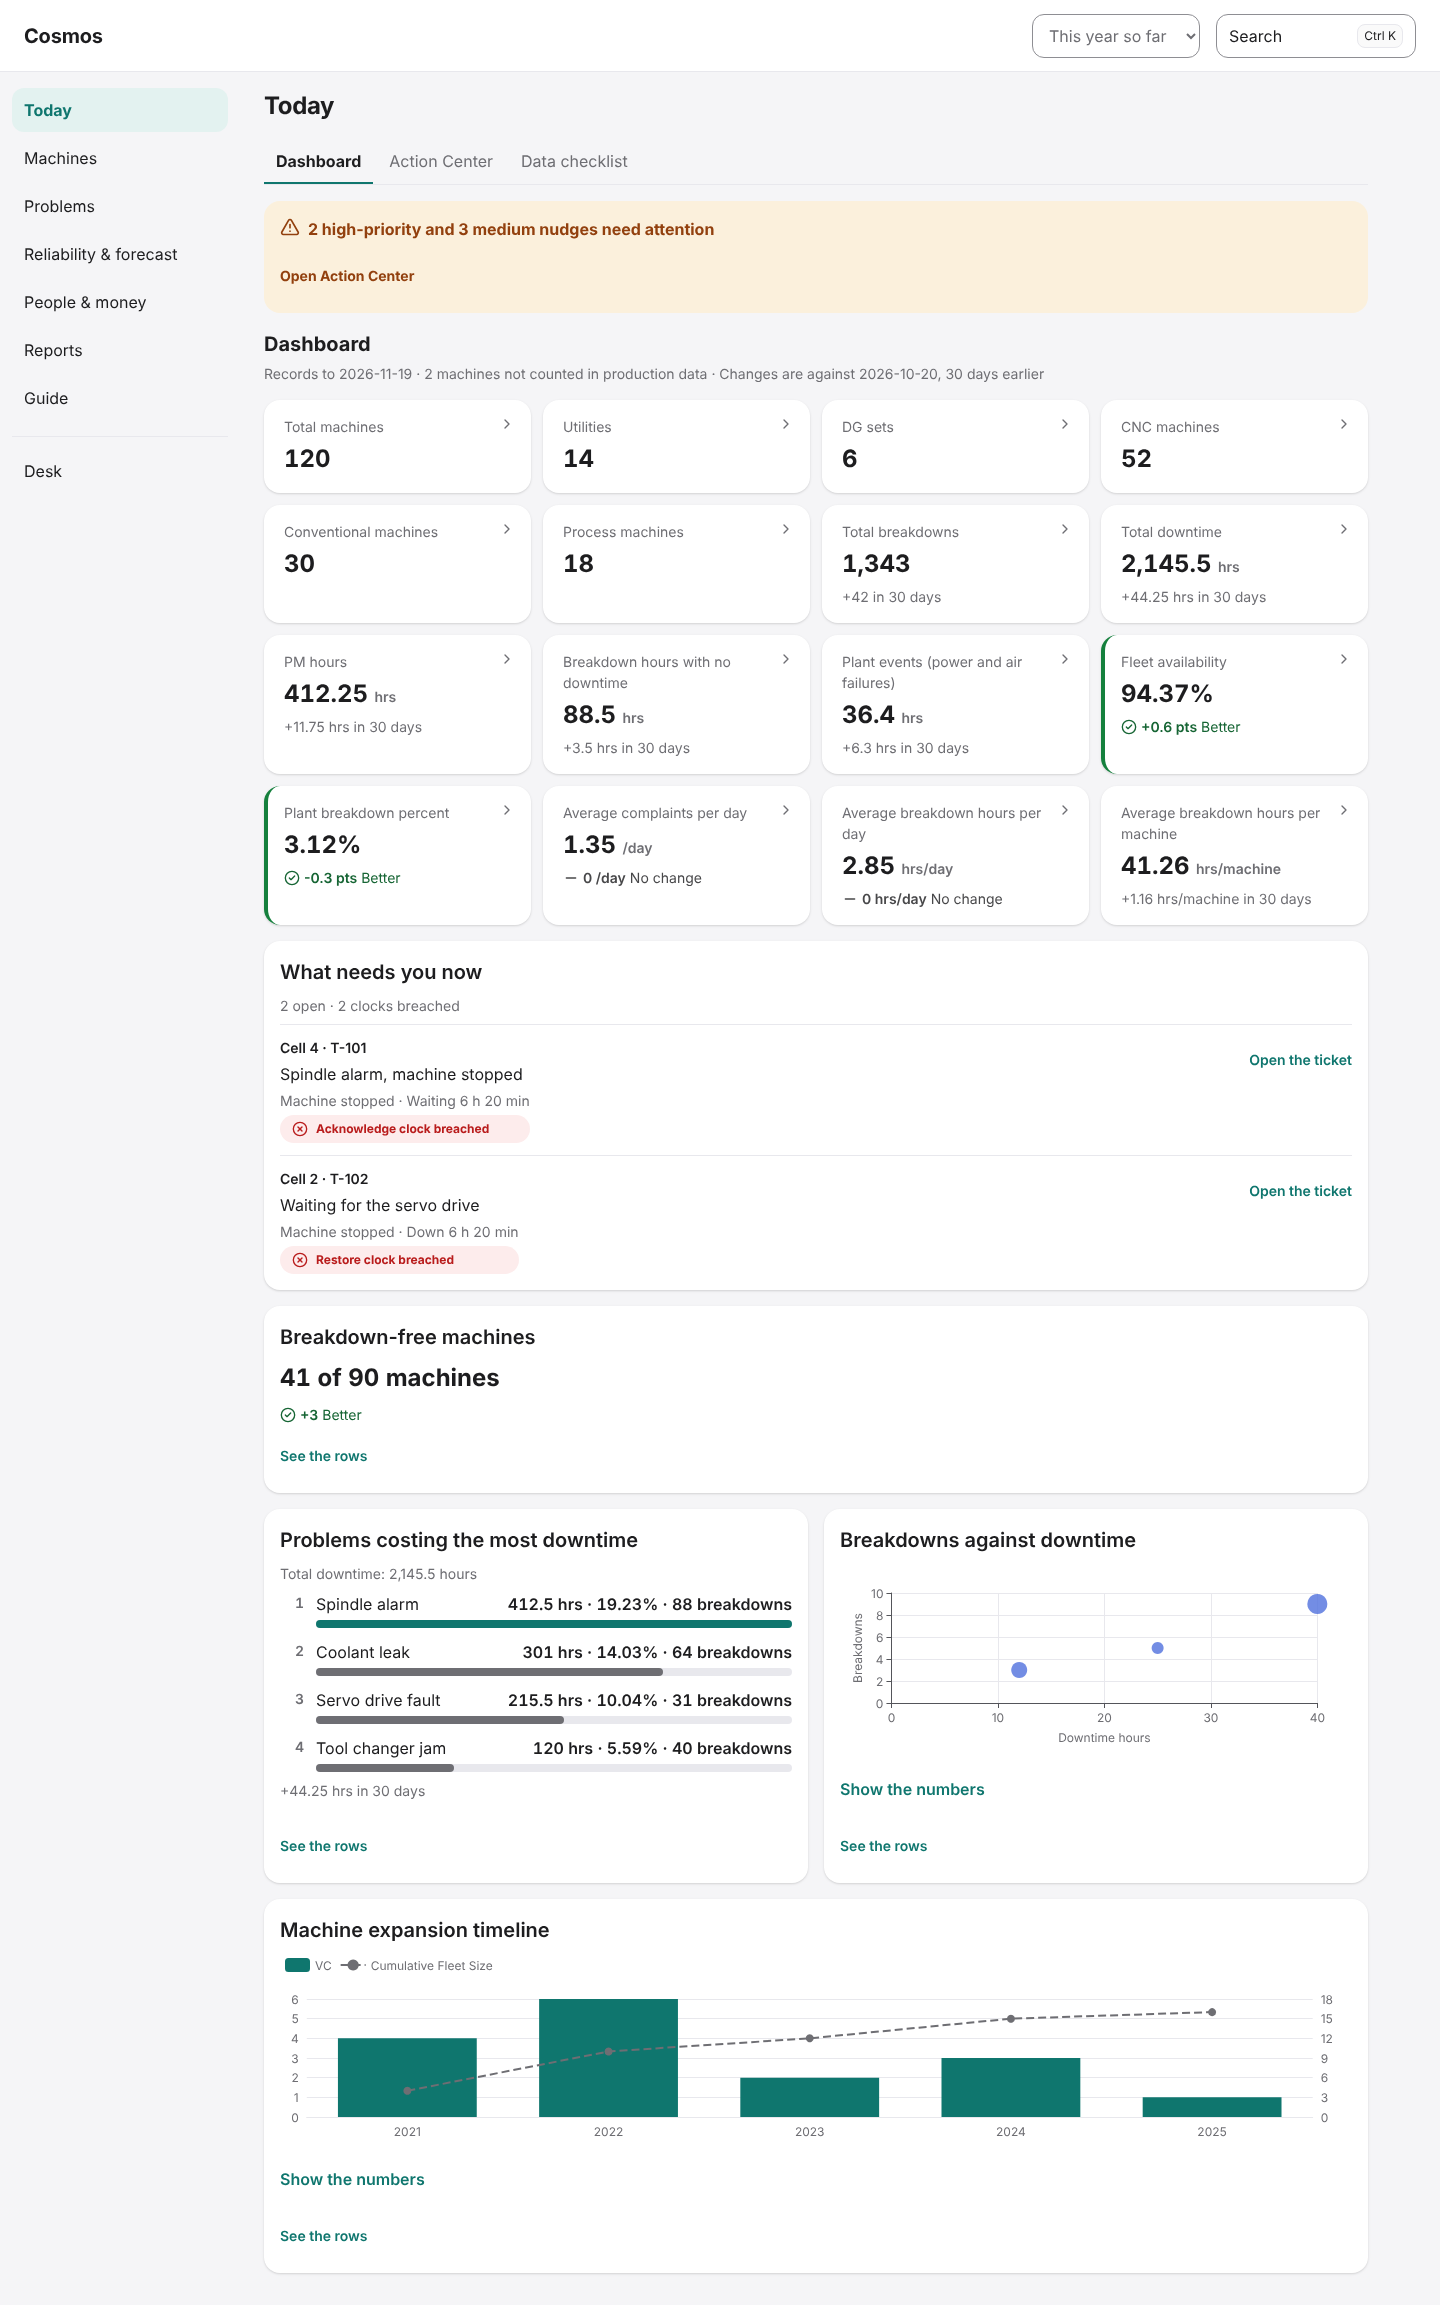 Cosmos
This year so far
Search
Ctrl K
Today
Machines
Problems
Reliability & forecast
People & money
Reports
Guide
Desk
Today
Dashboard
Action Center
Data checklist
2 high-priority and 3 medium nudges need attention
Open Action Center
Dashboard
Records to 2026-11-19 · 2 machines not counted in production data · Changes are against 2026-10-20, 30 days earlier
Total machines
120
Utilities
14
DG sets
6
CNC machines
52
Conventional machines
30
Process machines
18
Total breakdowns
1,343
+42 in 30 days
Total downtime
2,145.5 hrs
+44.25 hrs in 30 days
PM hours
412.25 hrs
+11.75 hrs in 30 days
Breakdown hours with no
downtime
88.5 hrs
+3.5 hrs in 30 days
Plant events (power and air
failures)
36.4 hrs
+6.3 hrs in 30 days
Fleet availability
94.37%
+0.6 pts Better
Plant breakdown percent
3.12%
-0.3 pts Better
Average complaints per day
1.35 /day
— 0 /day No change
Average breakdown hours per
day
2.85 hrs/day
— 0 hrs/day No change
Average breakdown hours per
machine
41.26 hrs/machine
+1.16 hrs/machine in 30 days
What needs you now
2 open · 2 clocks breached
Cell 4 · T-101
Spindle alarm, machine stopped
Machine stopped · Waiting 6 h 20 min
Acknowledge clock breached
Open the ticket
Cell 2 · T-102
Waiting for the servo drive
Machine stopped · Down 6 h 20 min
Restore clock breached
Open the ticket
Breakdown-free machines
41 of 90 machines
+3 Better
See the rows
Problems costing the most downtime
Total downtime: 2,145.5 hours
1 Spindle alarm 412.5 hrs · 19.23% · 88 breakdowns
2 Coolant leak 301 hrs · 14.03% · 64 breakdowns
3 Servo drive fault 215.5 hrs · 10.04% · 31 breakdowns
4 Tool changer jam 120 hrs · 5.59% · 40 breakdowns
+44.25 hrs in 30 days
See the rows
Breakdowns against downtime
Breakdowns
10
8
6
4
2
0
0 10 20 30 40
Downtime hours
Show the numbers
See the rows
Machine expansion timeline
VC
Cumulative Fleet Size
6 18
5 15
4 12
3 9
2 6
1 3
0 0
2021 2022 2023 2024 2025
Show the numbers
See the rows